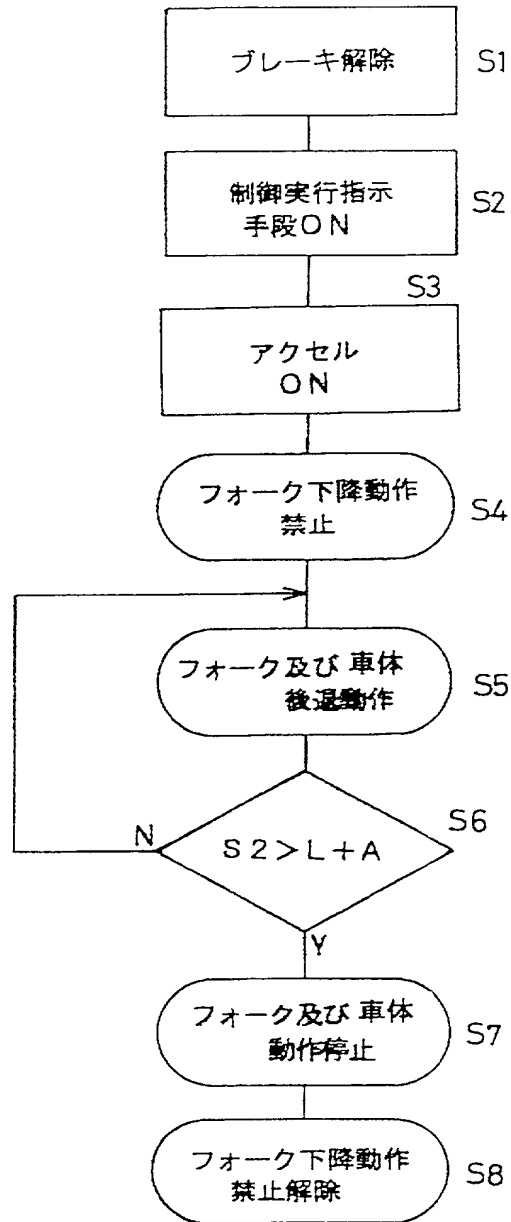 ブレーキ解除
S1
制御実行指示
手段ON
S2
S3
アクセル
ON
フォーク下降動作
禁止
S4
フォーク及び 車体
後退動作
S5
S6
N
S2>L+A
Y
フォーク及び 車体
動作停止
S7
フォーク下降動作
禁止解除
S8